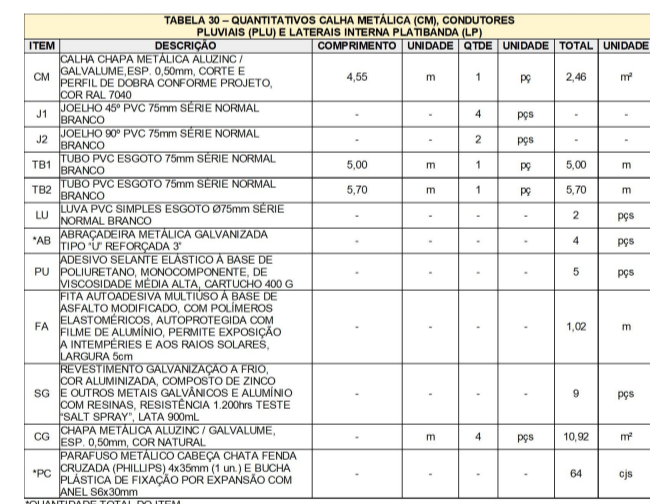 TABELA 30 – QUANTITATIVOS CALHA METÁLICA (CM), CONDUTORES
PLUVIAIS (PLU) E LATERAIS INTERNA PLATIBANDA (LP)
ITEM DESCRIÇÃO COMPRIMENTO UNIDADE QTDE UNIDADE TOTAL UNIDADE
CALHA CHAPA METÁLICA ALUZINC /
GALVALUME,ESP. 0,50mm, CORTE E
CM PERFIL DE DOBRA CONFORME PROJETO, 4,55 m 1 pç 2,46 m²
COR RAL 7040
J1 JOELHO 45º PVC 75mm SÉRIE NORMAL - - 4 pçs - -
BRANCO
J2 JOELHO 90º PVC 75mm SÉRIE NORMAL - - 2 pçs - -
BRANCO
TB1 TUBO PVC ESGOTO 75mm SÉRIE NORMAL 5,00 m 1 pç 5,00 m
BRANCO
TB2 TUBO PVC ESGOTO 75mm SÉRIE NORMAL 5,70 m 1 pç 5,70 m
BRANCO
LU LUVA PVC SIMPLES ESGOTO Ø75mm SÉRIE - - - - 2 pçs
NORMAL BRANCO
*AB ABRAÇADEIRA METÁLICA GALVANIZADA - - - - 4 pçs
TIPO "U" REFORÇADA 3"
ADESIVO SELANTE ELÁSTICO À BASE DE
PU POLIURETANO, MONOCOMPONENTE, DE - - - - 5 pçs
VISCOSIDADE MÉDIA ALTA, CARTUCHO 400 G
FITA AUTOADESIVA MULTIUSO À BASE DE
ASFALTO MODIFICADO, COM POLÍMEROS
ELASTOMÉRICOS, AUTOPROTEGIDA COM
FA FILME DE ALUMÍNIO, PERMITE EXPOSIÇÃO - - - - 1,02 m
A INTEMPÉRIES E AOS RAIOS SOLARES,
LARGURA 5cm
REVESTIMENTO GALVANIZAÇÃO A FRIO,
COR ALUMINIZADA, COMPOSTO DE ZINCO
SG E OUTROS METAIS GALVÂNICOS E ALUMÍNIO - - - - 9 pçs
COM RESINAS, RESISTÊNCIA 1.200hrs TESTE
"SALT SPRAY", LATA 900mL
CG CHAPA METÁLICA ALUZINC / GALVALUME, m 4 pçs 10,92 m²
ESP. 0,50mm, COR NATURAL
PARAFUSO METÁLICO CABEÇA CHATA FENDA
*PC CRUZADA (PHILLIPS) 4x35mm (1 un.) E BUCHA - - - - 64 cjs
PLÁSTICA DE FIXAÇÃO POR EXPANSÃO COM
ANEL S6x30mm
*QUANTIDADE TOTAL DO ITEM